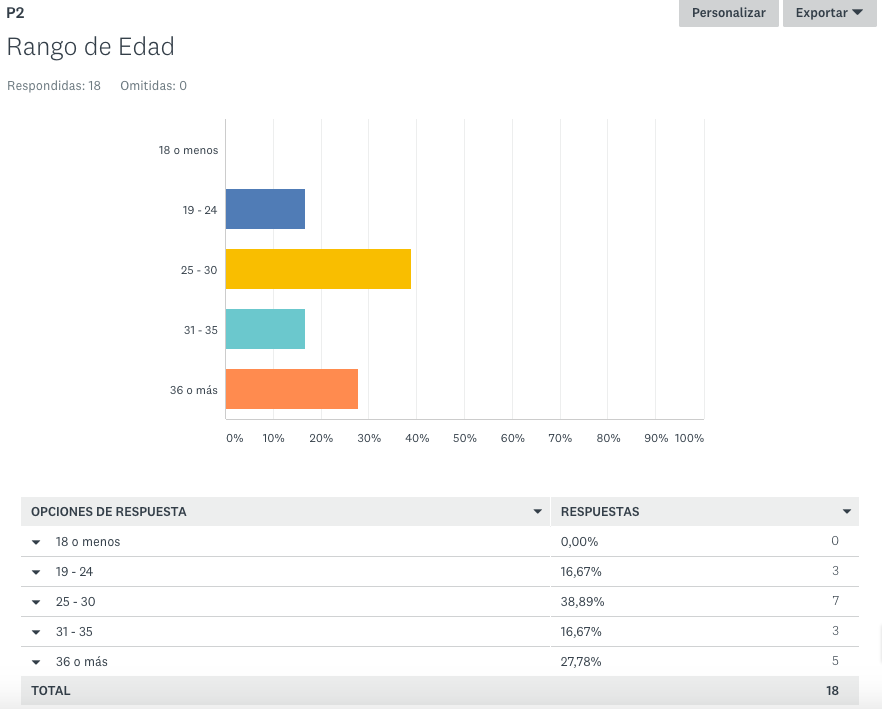 P2
Personalizar
Exportar
Rango de Edad
Respondidas: 18 Omitidas: 0
18 o menos
19 - 24
25 - 30
31 - 35
36 o más
0% 10% 20% 30% 40% 50% 60% 70% 80% 90% 100%
OPCIONES DE RESPUESTA RESPUESTAS
18 o menos 0,00% 0
19 - 24 16,67% 3
25 - 30 38,89% 7
31 - 35 16,67% 3
36 o más 27,78% 5
TOTAL 18